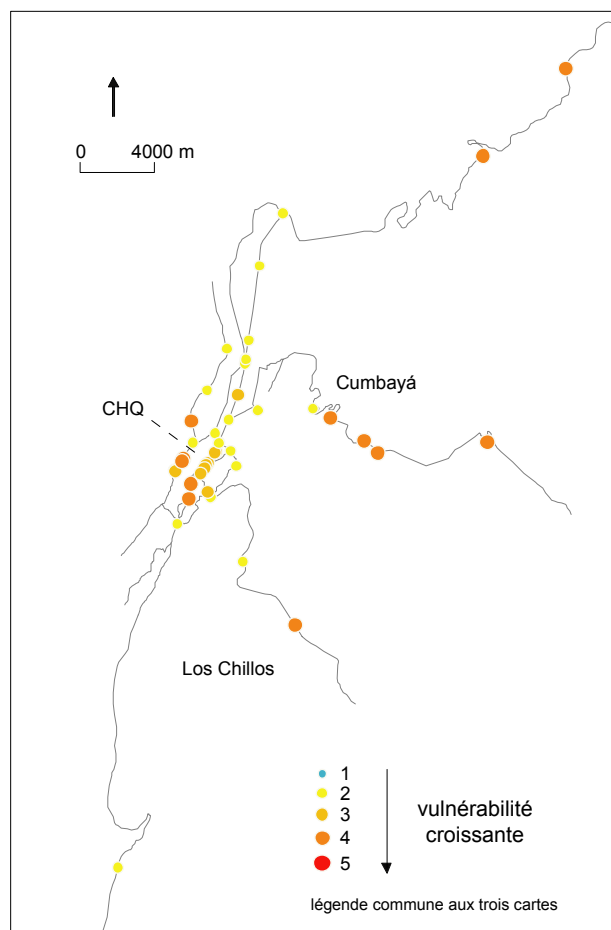 0 4000 m
Cumbayá
CHQ
Los Chillos
1
2
3
4
5
vulnérabilité
croissante
légende commune aux trois cartes